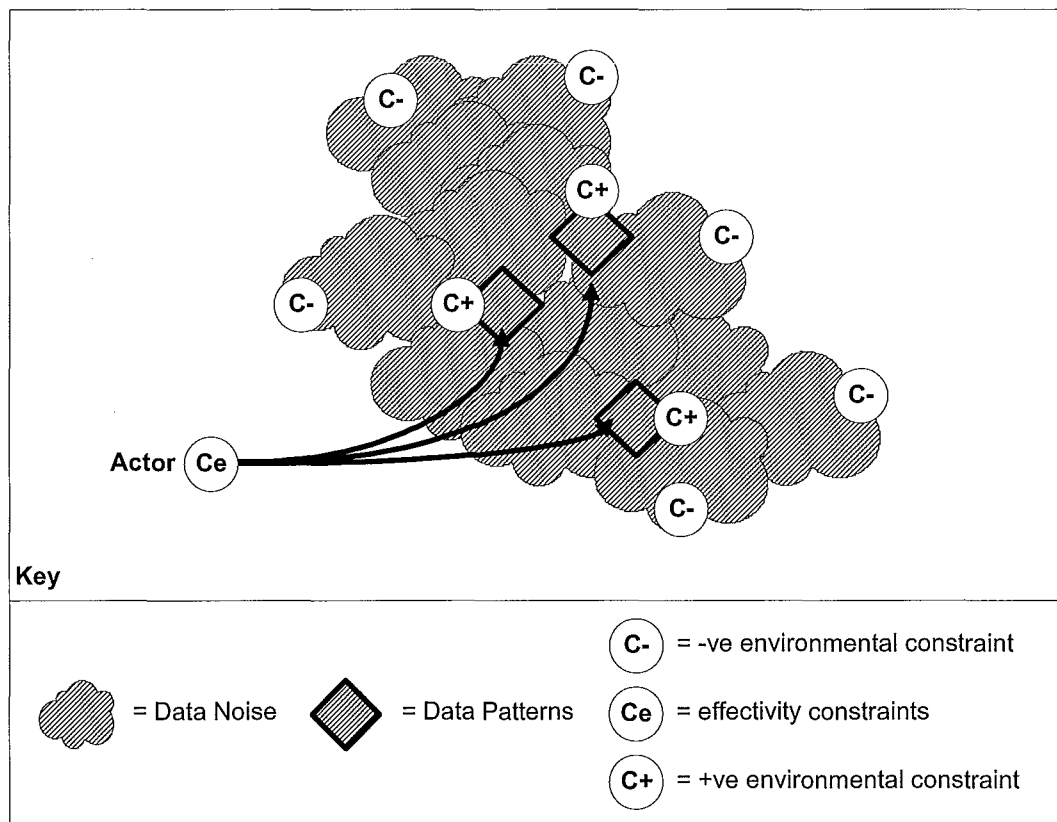 C-
C-
C+
C-
C-
C+
C-
C+
Actor Ce
C-
Key
C- = -ve environmental constraint
= Data Noise
= Data Patterns
Ce = effectivity constraints
C+ = +ve environmental constraint